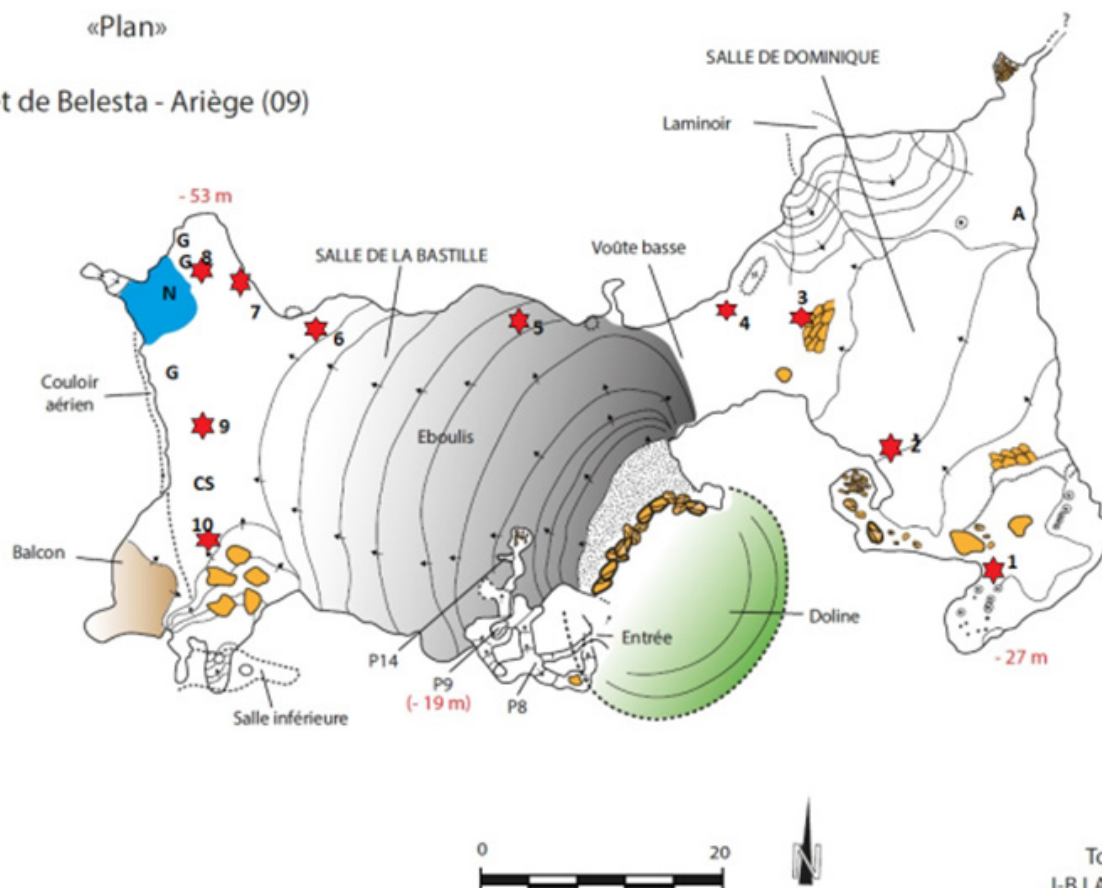 «Plan»
et de Belesta - Ariège (09)
?
SALLE DE DOMINIQUE
Laminoir
- 53 m
A
G
G 8
SALLE DE LA BASTILLE
Voûte basse
N
7
3
4
5
6
G
Couloir
aérien
9
Eboulis
2
CS
10
Balcon
1
Doline
Entrée
P14
P9
(- 19 m)
P8
- 27 m
Salle inférieure
0
20
N